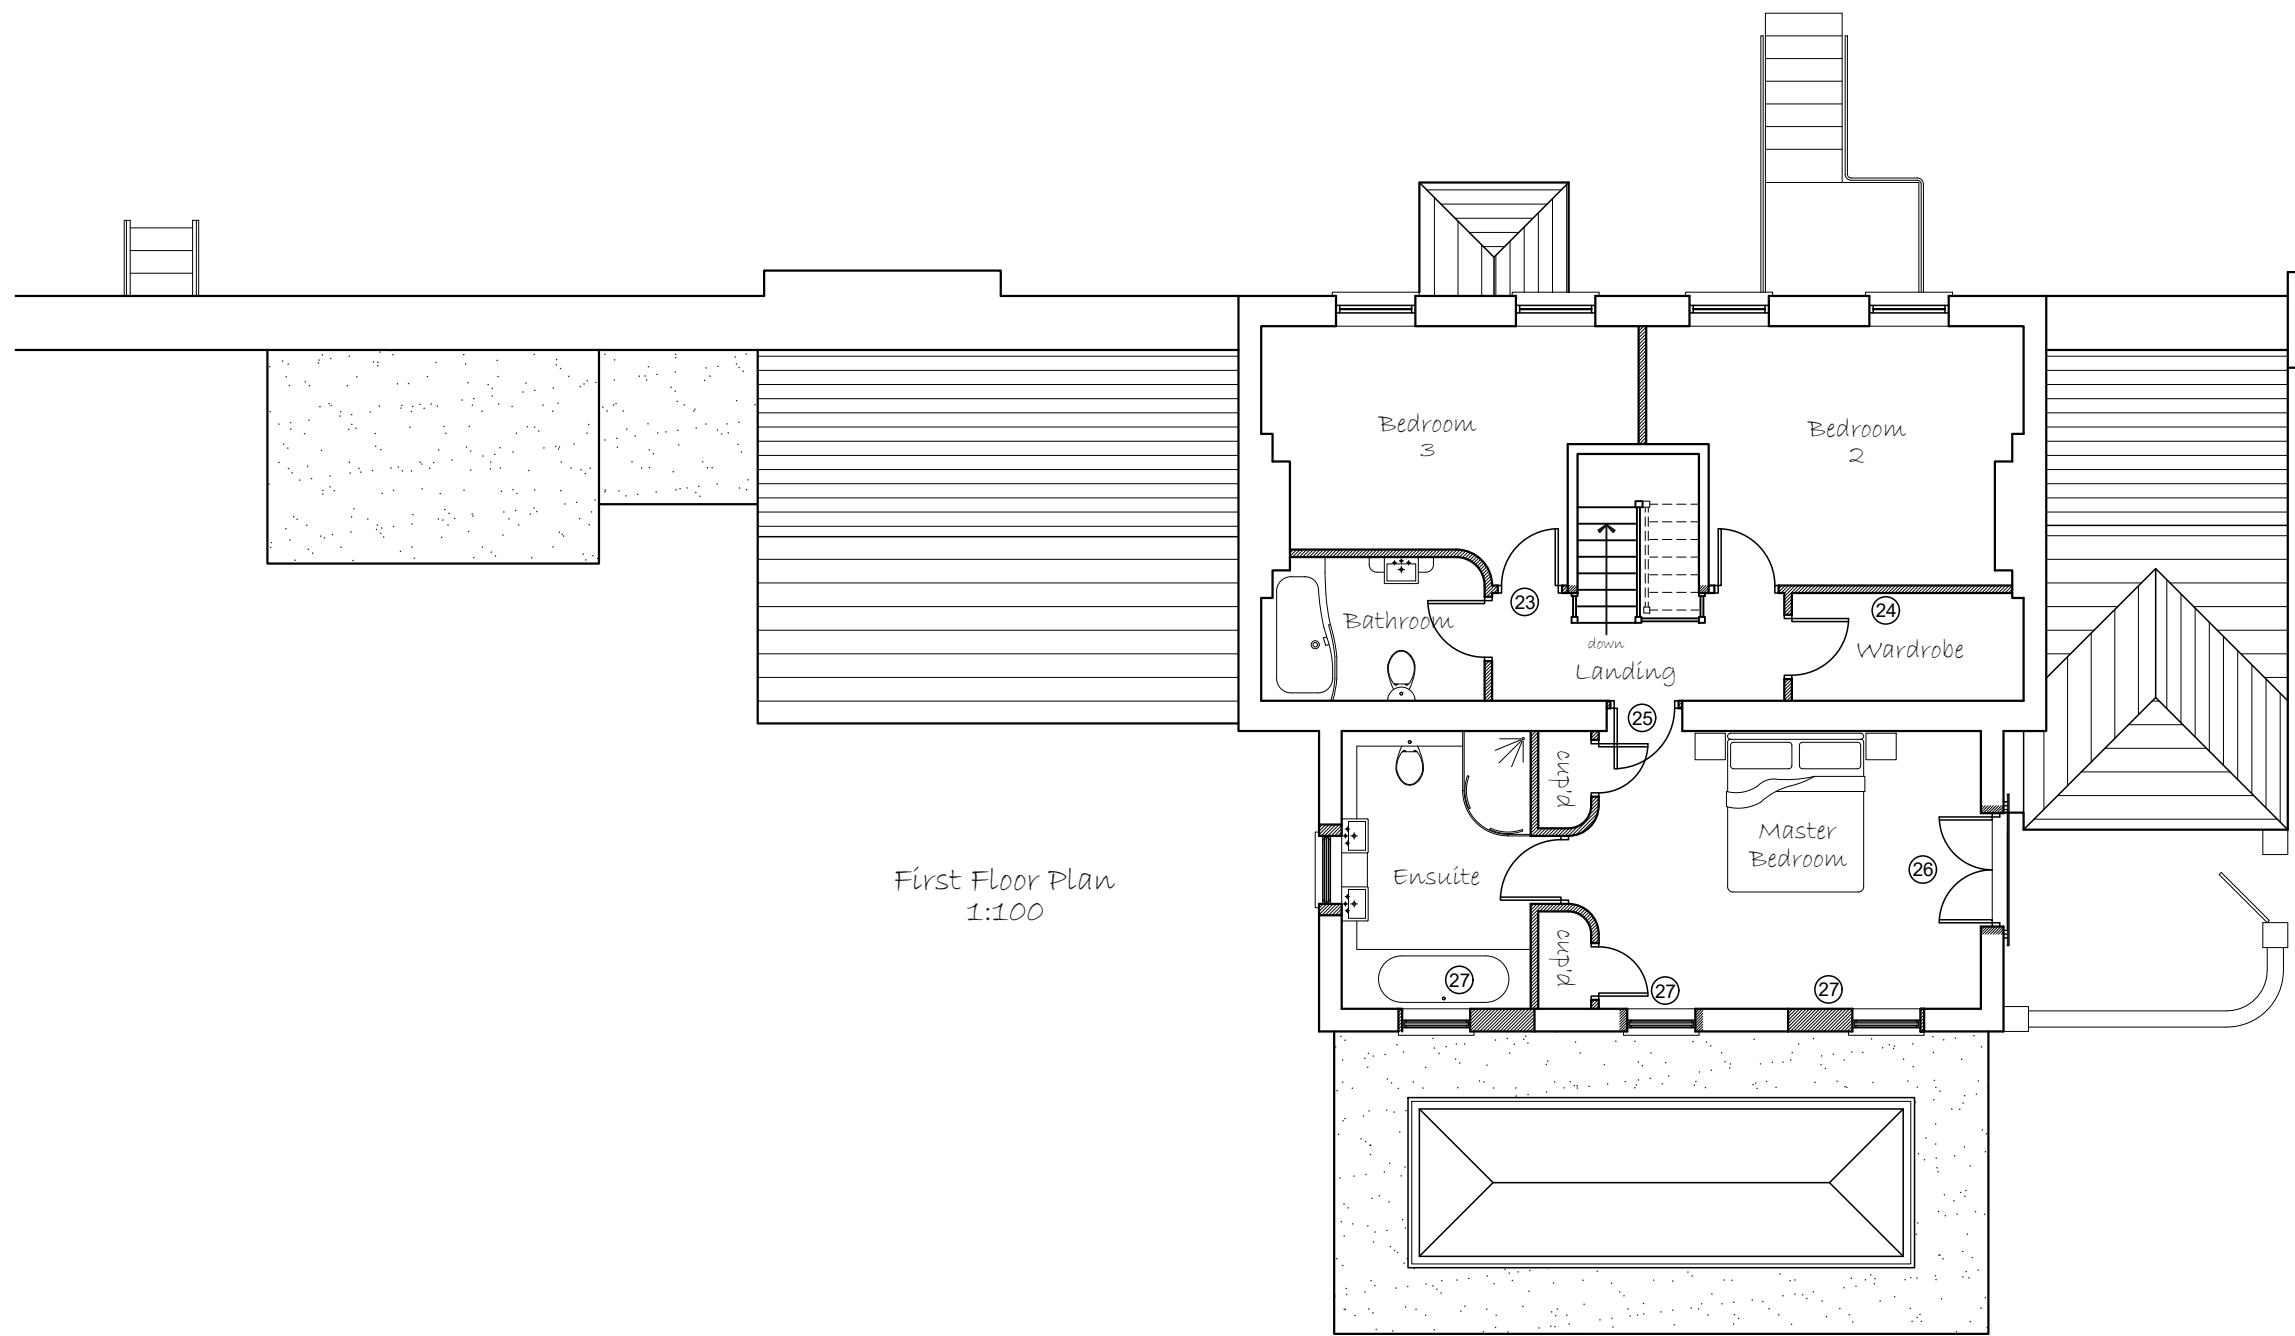 Bedroom
3
Bedroom
2
23
24
Bathroom
down
Landing
Wardrobe
25
cup'd
Master
Bedroom
26
Ensuite
First Floor Plan
1:100
cup'd
27
27
27